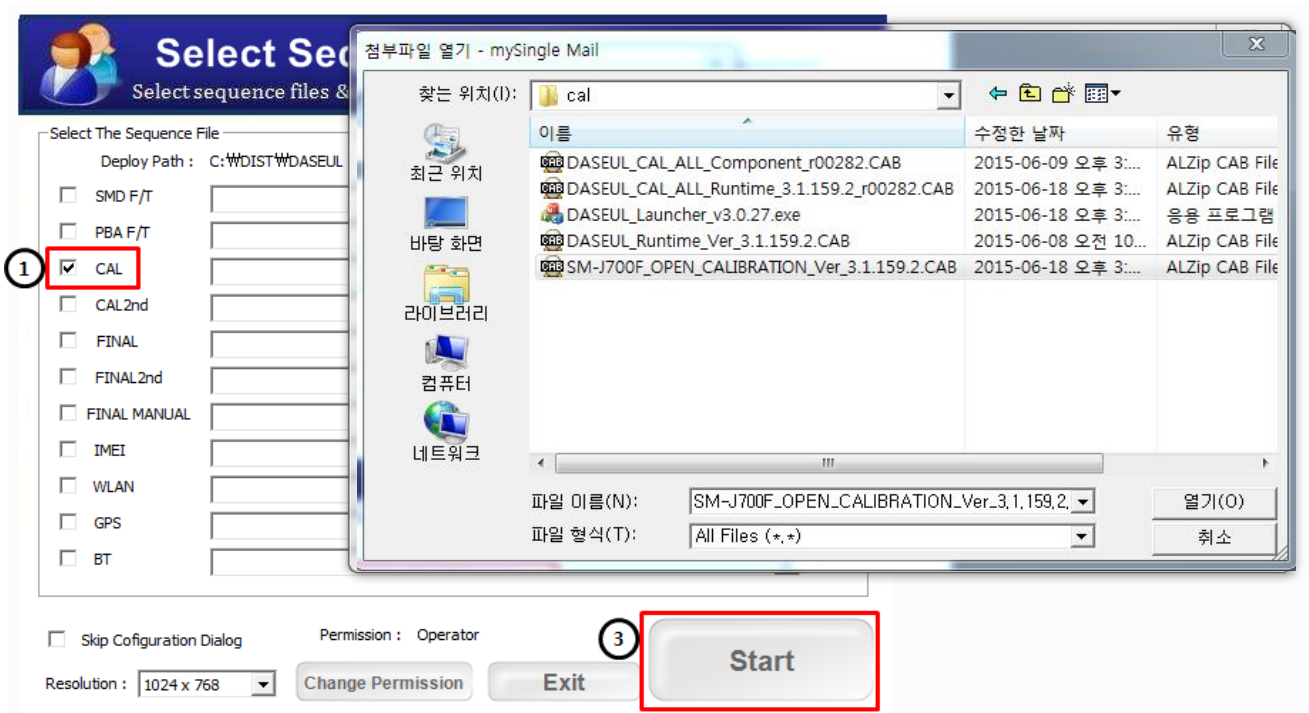 Select Seq
Select sequence files &
Select The Sequence File
Deploy Path : C:₩DIST₩DASEUL
SMD F/T
PBA F/T
1
CAL
CAL2nd
FINAL
FINAL2nd
FINAL MANUAL
IMEI
WLAN
GPS
BT
Skip Cofiguration Dialog
Permission : Operator
Resolution : 1024 x 768
Change Permission
Exit
3
Start
첨부파일 열기 - mySingle Mail
찾는 위치(I): cal
최근 위치
바탕 화면
라이브러리
컴퓨터
네트워크
이름 수정한 날짜 유형
DASEUL_CAL_ALL_Component_r00282.CAB 2015-06-09 오후 3:... ALZip CAB File
DASEUL_CAL_ALL_Runtime_3.1.159.2_r00282.CAB 2015-06-18 오후 3:... ALZip CAB File
DASEUL_Launcher_v3.0.27.exe 2015-06-18 오후 3:... 응용 프로그램
DASEUL_Runtime_Ver_3.1.159.2.CAB 2015-06-08 오전 10... ALZip CAB File
SM-J700F_OPEN_CALIBRATION_Ver_3.1.159.2.CAB 2015-06-18 오후 3:... ALZip CAB File
파일 이름(N): SM-J700F_OPEN_CALIBRATION_Ver_3.1.159.2. 열기(O)
파일 형식(T): All Files (*.*) 취소